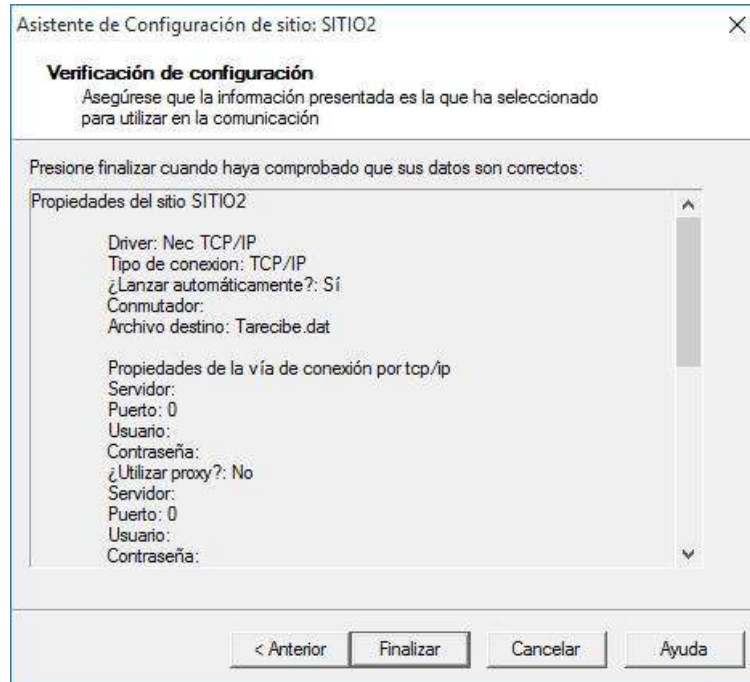 Asistente de Configuración de sitio: SITIO2
Verificación de configuración
Asegúrese que la información presentada es la que ha seleccionado
para utilizar en la comunicación
Presione finalizar cuando haya comprobado que sus datos son correctos:
Propiedades del sitio SITIO2
Driver: Nec TCP/IP
Tipo de conexion: TCP/IP
¿Lanzar automáticamente?: Sí
Conmutador:
Archivo destino: Tarecibe.dat
Propiedades de la vía de conexión por tcp/ip
Servidor:
Puerto: 0
Usuario:
Contraseña:
¿Utilizar proxy?: No
Servidor:
Puerto: 0
Usuario:
Contraseña:
< Anterior Finalizar Cancelar Ayuda